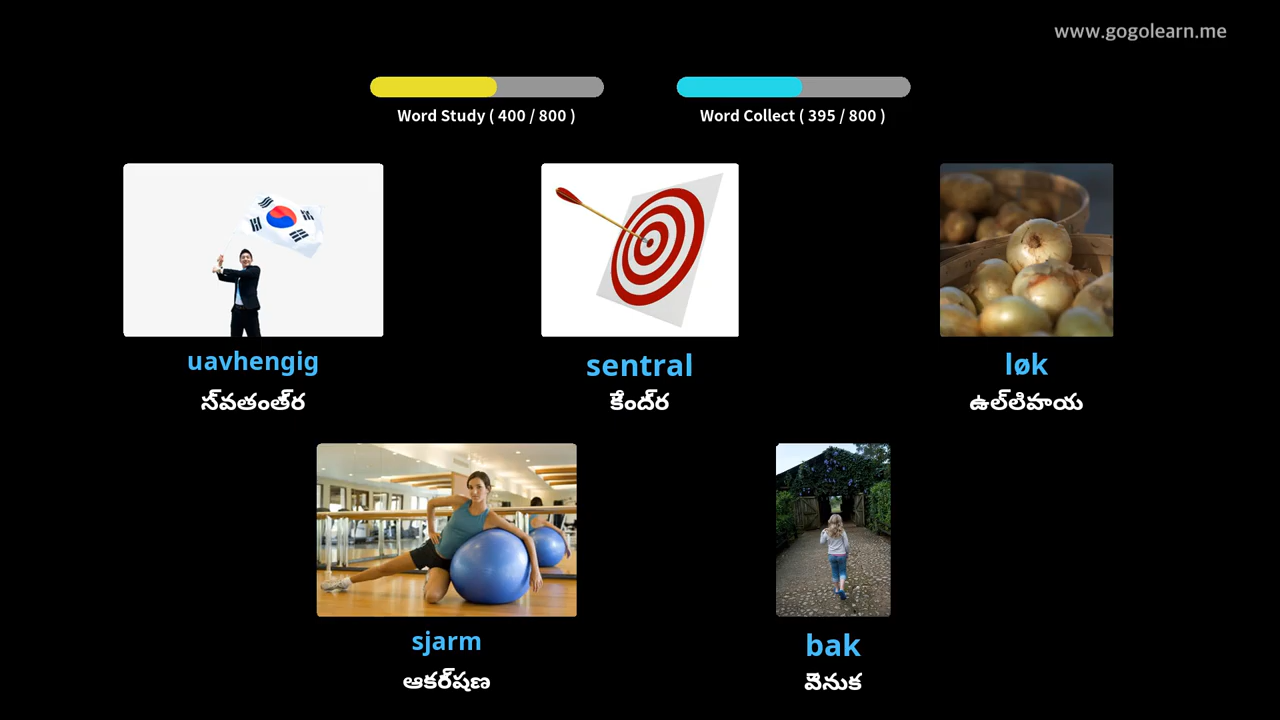 www.gogolearn.me
Word Study ( 400 / 800 )
Word Collect ( 395 / 800 )
uavhengig
sentral
løk
స్వతంత్ర
కేంద్ర
ఉల్లిపాయ
sjarm
bak
ఆకర్షణ
వెనుక